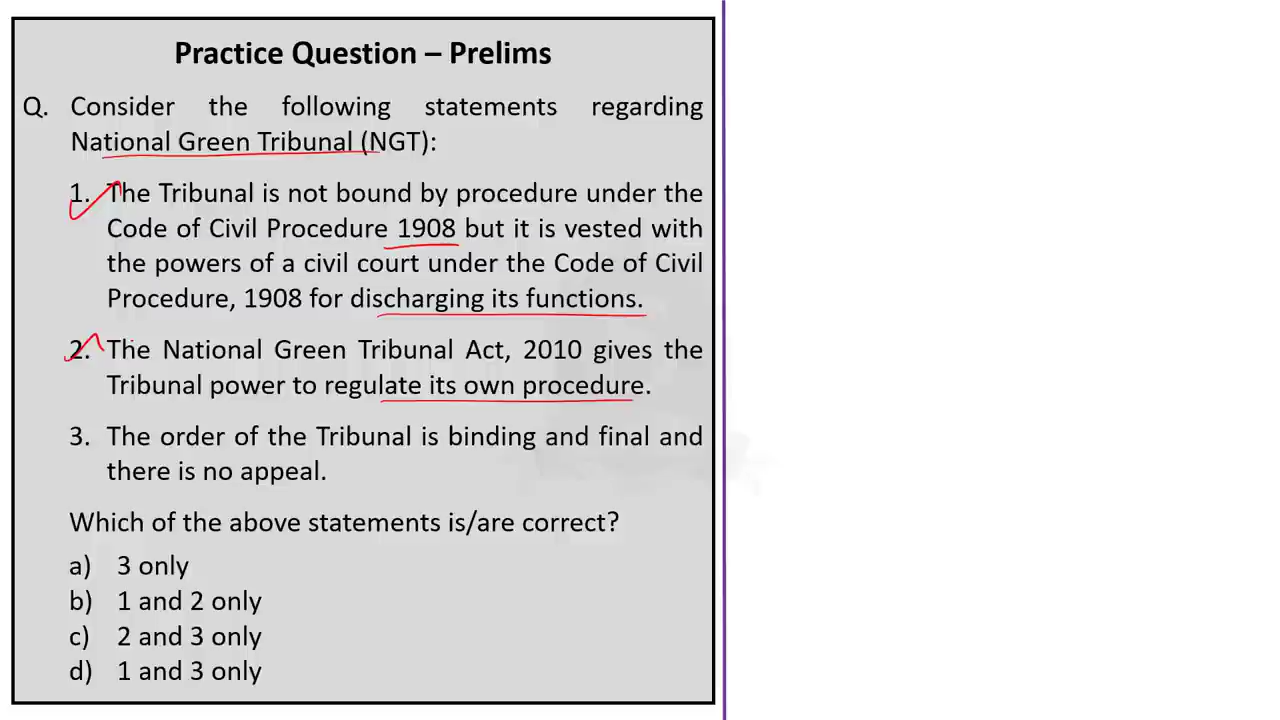 Practice Question – Prelims
Q. Consider the following statements regarding
National Green Tribunal (NGT):
1. The Tribunal is not bound by procedure under the
Code of Civil Procedure 1908 but it is vested with
the powers of a civil court under the Code of Civil
Procedure, 1908 for discharging its functions.
2. The National Green Tribunal Act, 2010 gives the
Tribunal power to regulate its own procedure.
3. The order of the Tribunal is binding and final and
there is no appeal.
Which of the above statements is/are correct?
a) 3 only
b) 1 and 2 only
c) 2 and 3 only
d) 1 and 3 only